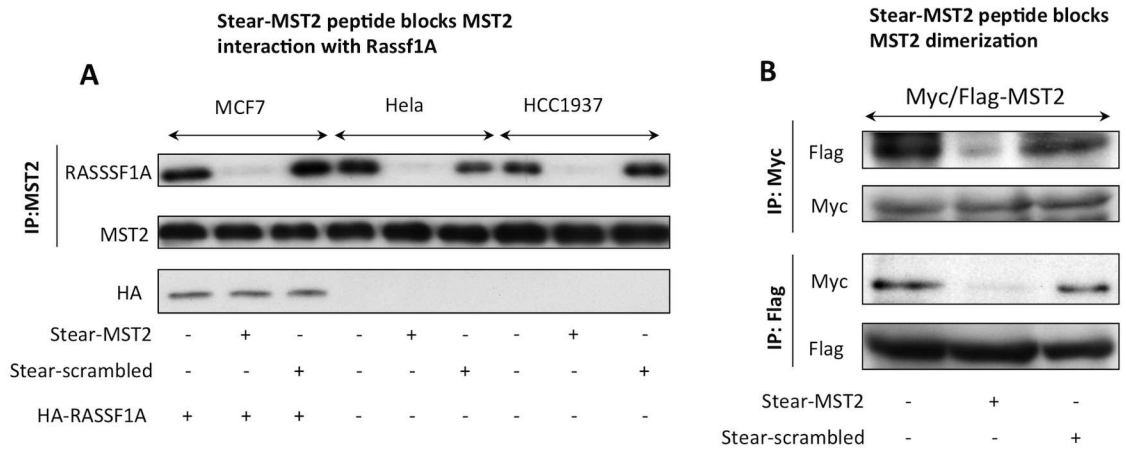 Stear-MST2 peptide blocks MST2
interaction with Rassf1A
A
MCF7 Hela HCC1937
IP:MST2
RASSSF1A
MST2
HA
Stear-MST2 - + - - + - - + -
Stear-scrambled - - + - - + - - +
HA-RASSF1A + + + - - - - - -
Stear-MST2 peptide blocks
MST2 dimerization
B
Myc/Flag-MST2
IP: Myc
Flag
Myc
IP: Flag
Myc
Flag
Stear-MST2 - + -
Stear-scrambled - - +